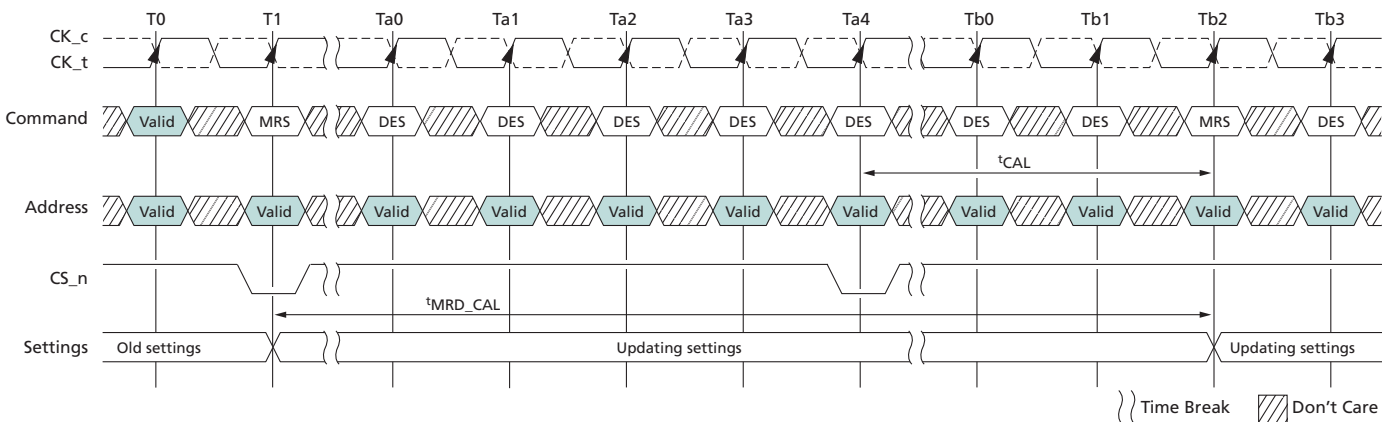 T0 T1 Ta0 Ta1 Ta2 Ta3 Ta4 Tb0 Tb1 Tb2 Tb3
CK_c
CK_t
Command Valid MRS DES DES DES DES DES DES DES MRS DES
tCAL
Address Valid Valid Valid Valid Valid Valid Valid Valid Valid Valid Valid
CS_n
tMRD_CAL
Settings Old settings Updating settings Updating settings
Time Break Don't Care